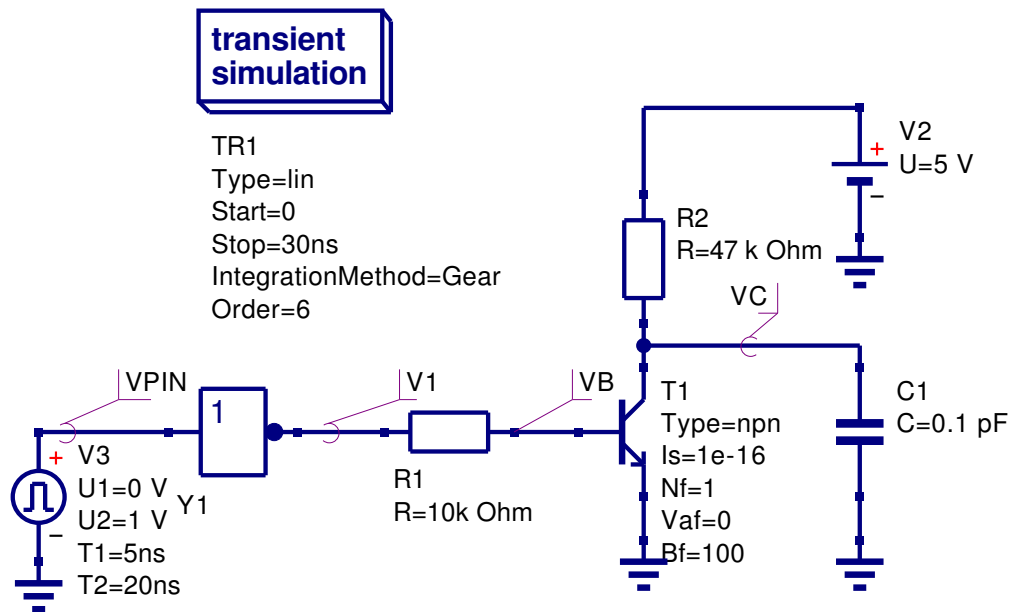 transient
simulation
TR1
Type=lin
Start=0
Stop=30ns
IntegrationMethod=Gear
Order=6
V2
+
U=5 V
−
R2
R=47 k Ohm
VC
VPIN
1
V1
VB
T1
Type=npn
Is=1e-16
Nf=1
Vaf=0
Bf=100
C1
C=0.1 pF
R1
R=10k Ohm
+
V3
U1=0 V
U2=1 V
−
T1=5ns
T2=20ns
Y1